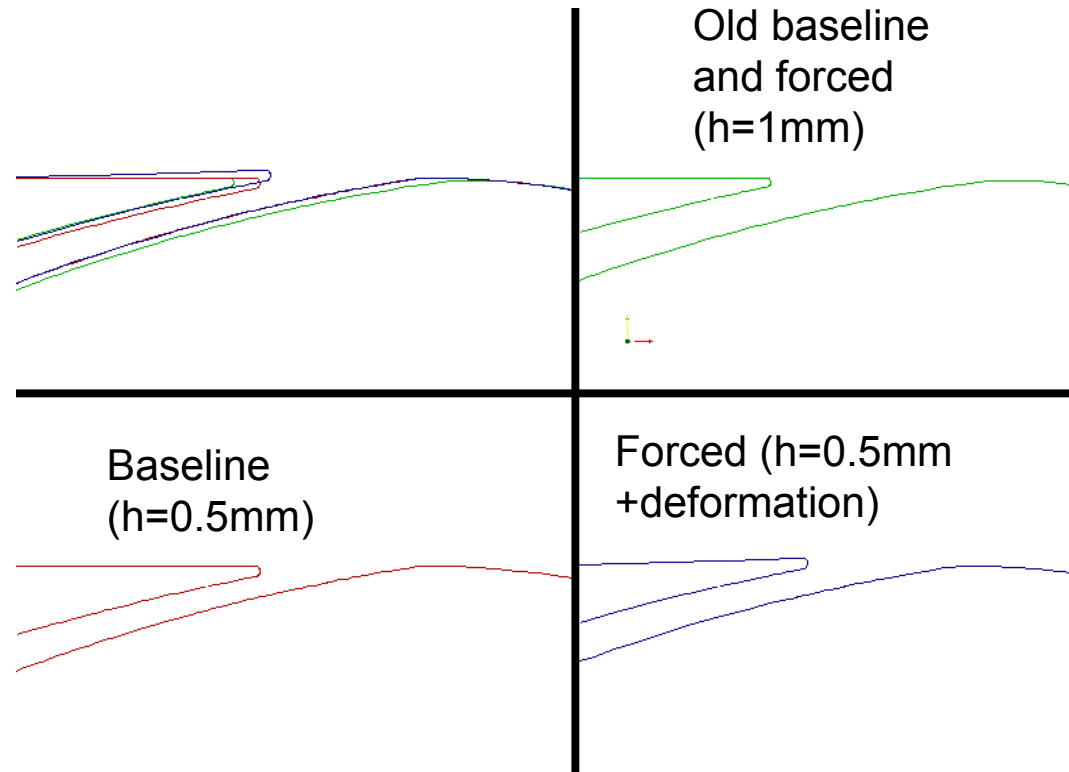 Old baseline
and forced
(h=1mm)
Baseline
(h=0.5mm)
Forced (h=0.5mm
+deformation)